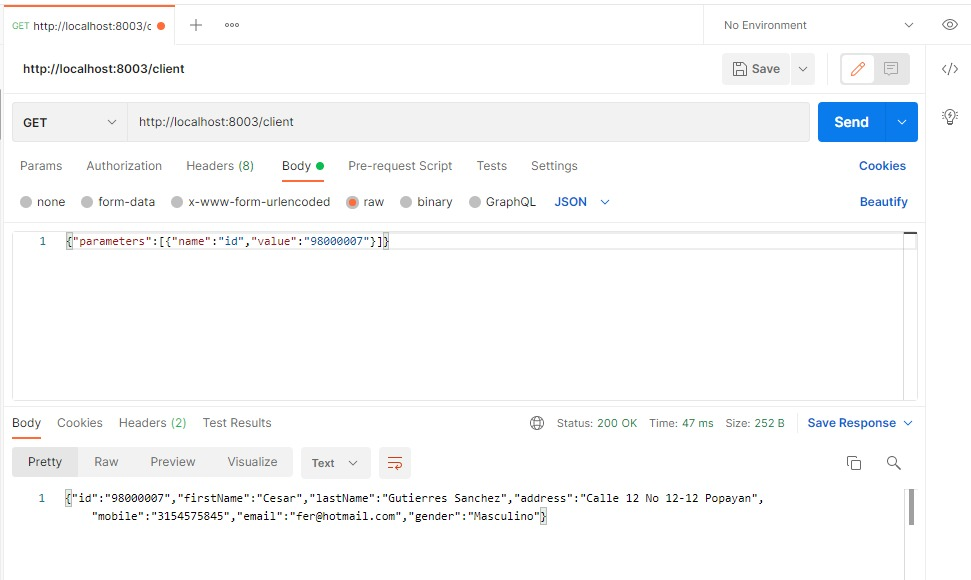 GET http://localhost:8003/c
No Environment
http://localhost:8003/client
Save
GET
http://localhost:8003/client
Send
Params Authorization Headers (8) Body Pre-request Script Tests Settings Cookies
none form-data x-www-form-urlencoded raw binary GraphQL JSON Beautify
1 {"parameters":[{"name":"id","value":"98000007"}]}
Body Cookies Headers (2) Test Results Status: 200 OK Time: 47 ms Size: 252 B Save Response
Pretty Raw Preview Visualize Text
1 {"id":"98000007","firstName":"Cesar","lastName":"Gutierres Sanchez","address":"Calle 12 No 12-12 Popayan",
"mobile":"3154575845","email":"fer@hotmail.com","gender":"Masculino"}